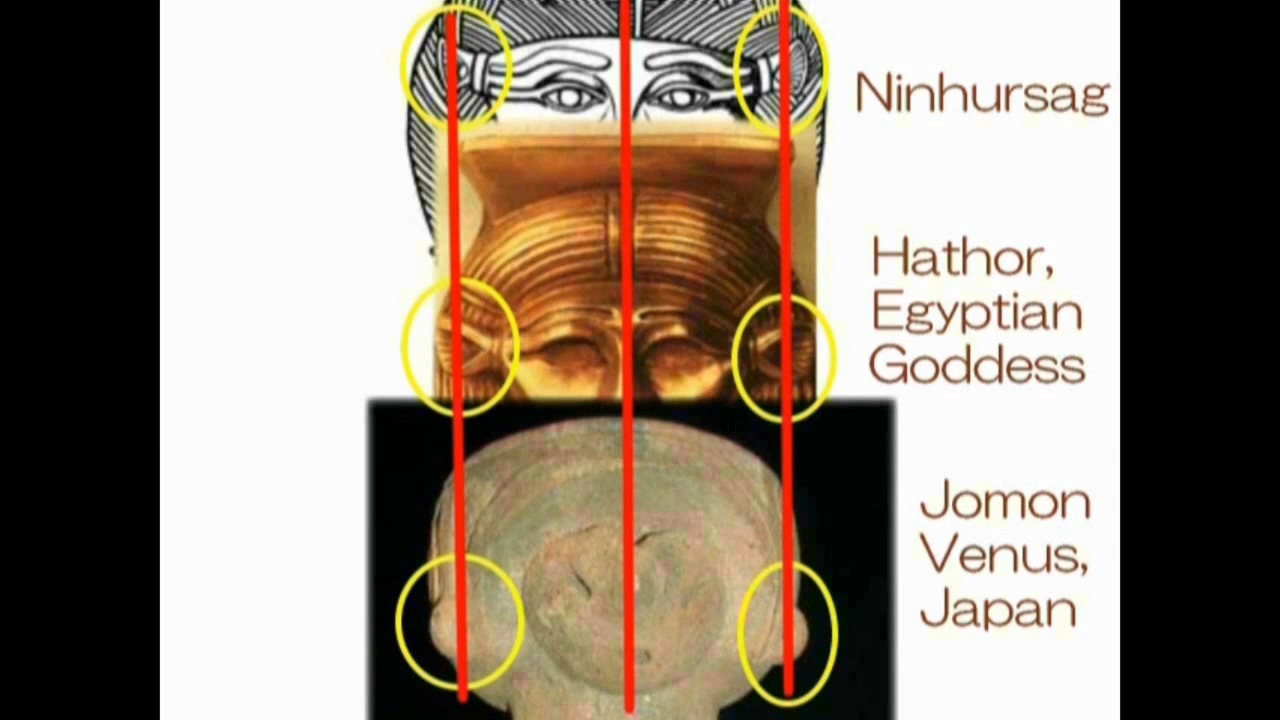 Ninhursag
Hathor,
Egyptian
Goddess
Jomon
Venus,
Japan